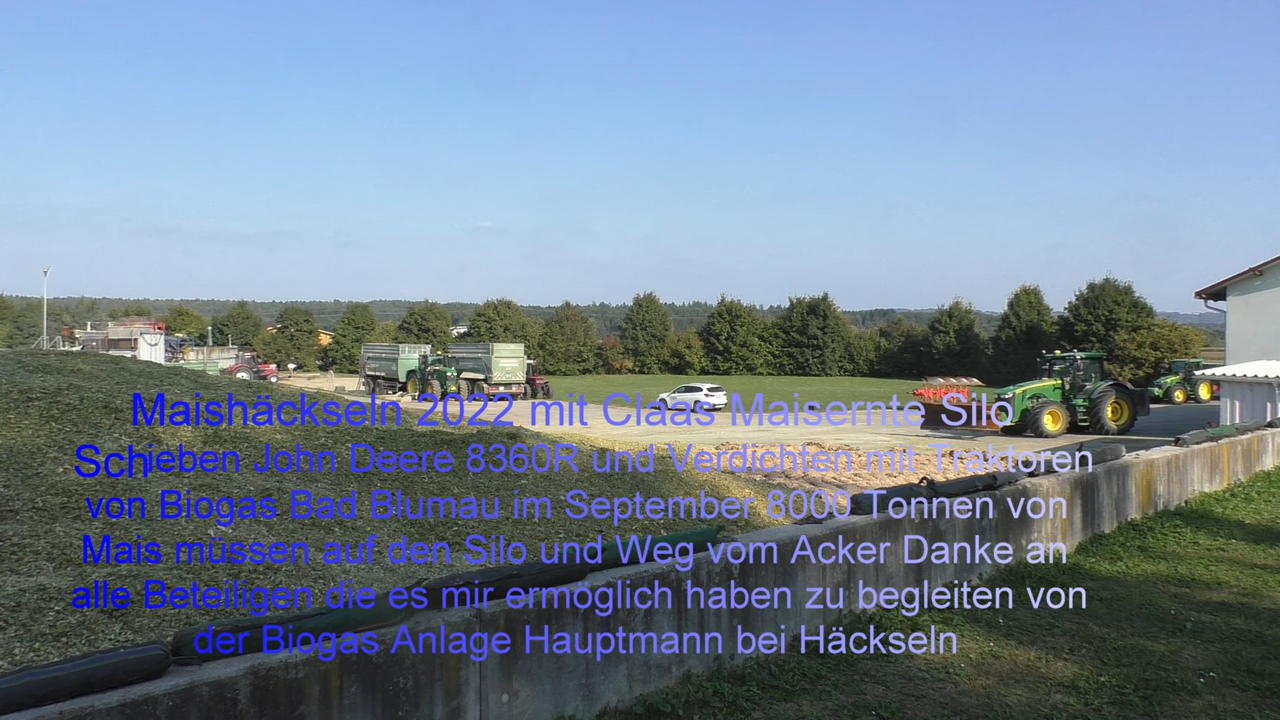 Maishäckseln 2022 mit Claas Maisernte Silo
Schieben John Deere 8360R und Verdichten mit Traktoren
von Biogas Bad Blumau im September 8000 Tonnen von
Mais müssen auf den Silo und Weg vom Acker Danke an
alle Beteiligen die es mir ermöglich haben zu begleiten von
der Biogas Anlage Hauptmann bei Häckseln